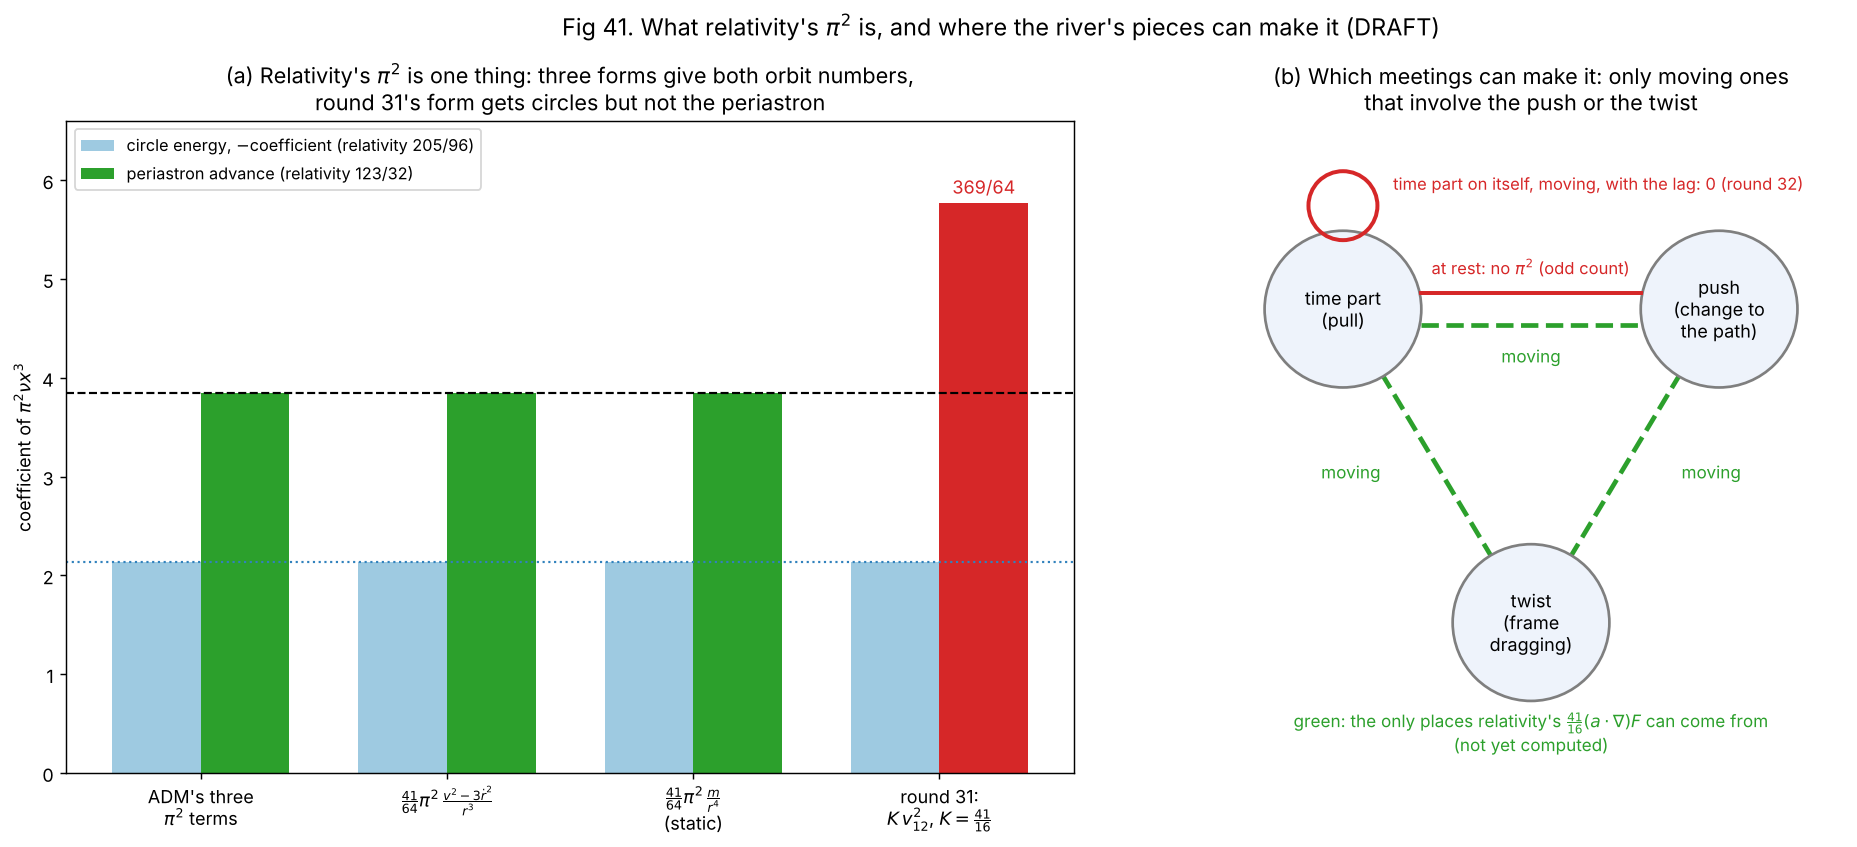 Fig 41. What relativity's π² is, and where the river's pieces can make it (DRAFT)
(a) Relativity's π² is one thing: three forms give both orbit numbers,
round 31's form gets circles but not the periastron
circle energy, −coefficient (relativity 205/96)
periastron advance (relativity 123/32)
coefficient of π²νx³
6
5
4
3
2
1
0
369/64
ADM's three
π² terms
41/64 π² (v² − 3ṙ²)/r³
41/64 π² m/r⁴
(static)
round 31:
K v₁₂², K = 41/16
(b) Which meetings can make it: only moving ones
that involve the push or the twist
time part on itself, moving, with the lag: 0 (round 32)
time part
(pull)
at rest: no π² (odd count)
moving
push
(change to
the path)
moving
moving
twist
(frame
dragging)
green: the only places relativity's 41/16 (a · ∇)F can come from
(not yet computed)